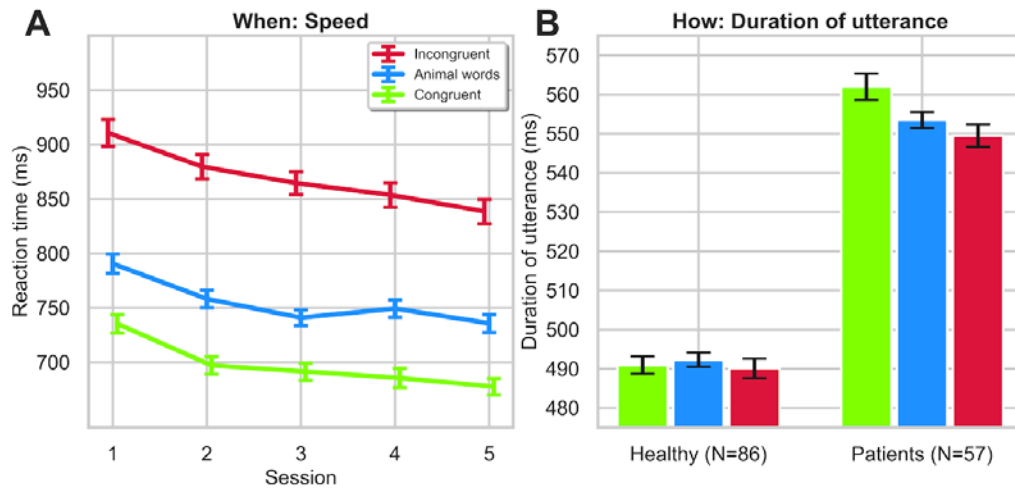 A
When: Speed
Reaction time (ms)
950
900
850
800
750
700
Incongruent
Animal words
Congruent
1 2 3 4 5
Session
B
How: Duration of utterance
Duration of utterance (ms)
570
560
550
540
530
520
510
500
490
480
Healthy (N=86) Patients (N=57)